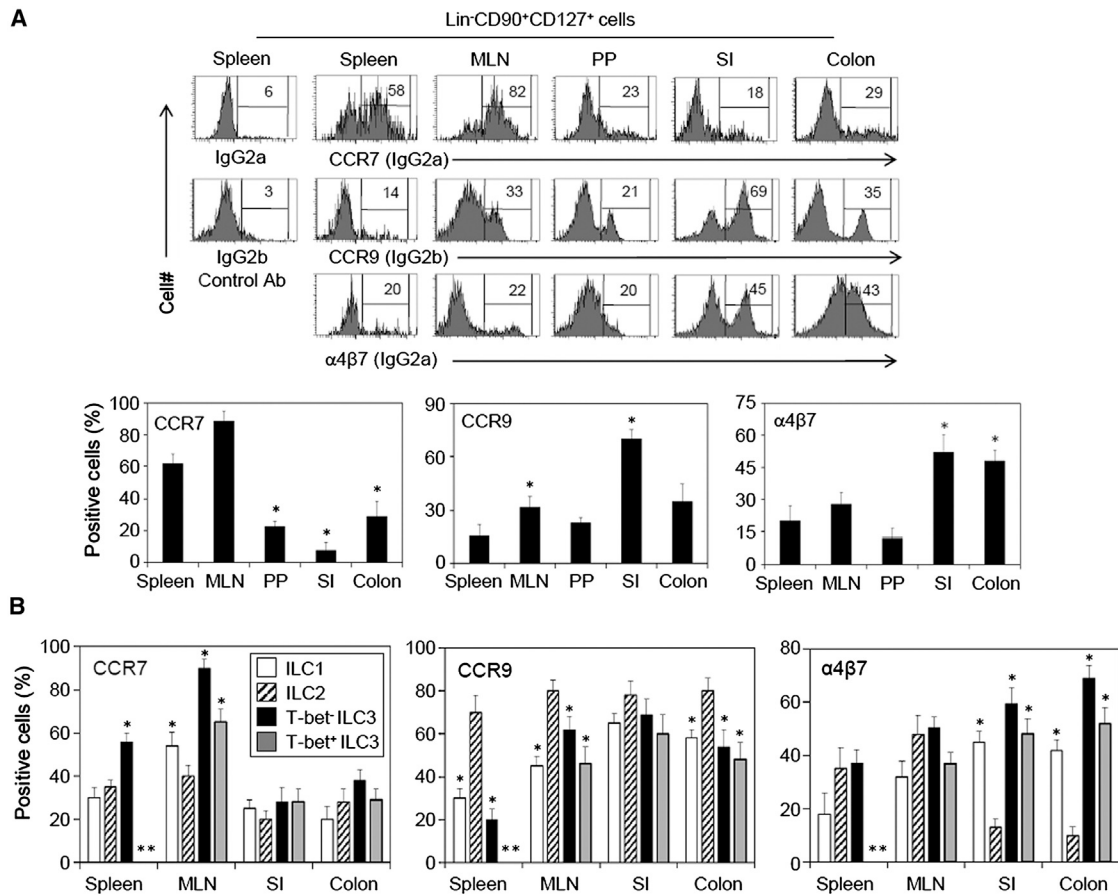 A
Lin-CD90+CD127+ cells
Spleen Spleen MLN PP SI Colon
6 58 82 23 18 29
IgG2a CCR7 (IgG2a)
3 14 33 21 69 35
IgG2b CCR9 (IgG2b)
Control Ab
20 22 20 45 43
α4β7 (IgG2a)
Cell#
Positive cells (%)
CCR7
100
80
60
40
20
0
* * *
Spleen MLN PP SI Colon
CCR9
90
60
30
0
* *
Spleen MLN PP SI Colon
α4β7
75
60
45
30
15
0
* *
Spleen MLN PP SI Colon
B
Positive cells (%)
CCR7
100
80
60
40
20
0
ILC1
ILC2
T-bet- ILC3
T-bet+ ILC3
* ** * * *
Spleen MLN SI Colon
CCR9
100
80
60
40
20
0
* * ** * * * * * *
Spleen MLN SI Colon
α4β7
80
60
40
20
0
** * * * * * *
Spleen MLN SI Colon